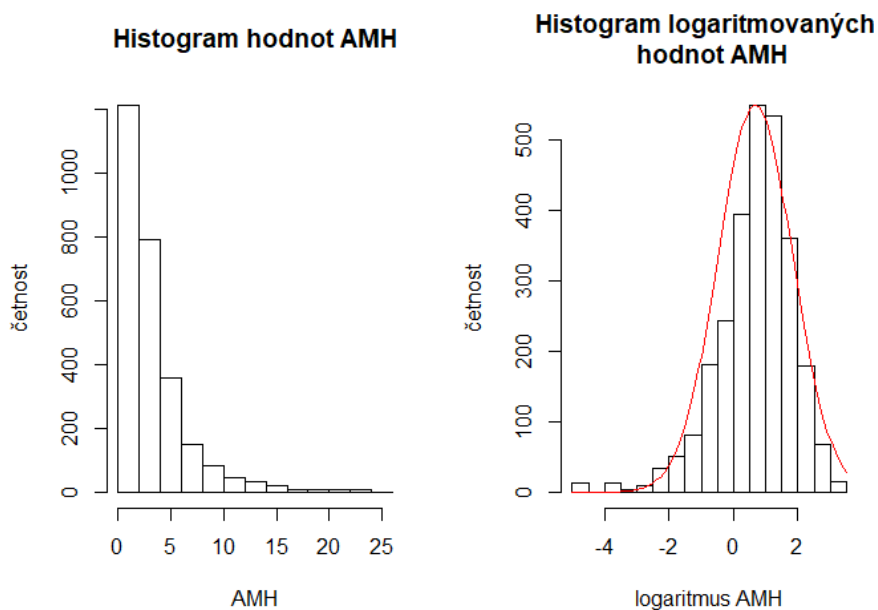 Histogram hodnot AMH
četnost
0
200
400
600
800
1000
0 5 10 15 20 25
AMH
Histogram logaritmovaných
hodnot AMH
četnost
0
100
200
300
400
500
-4 -2 0 2
logaritmus AMH